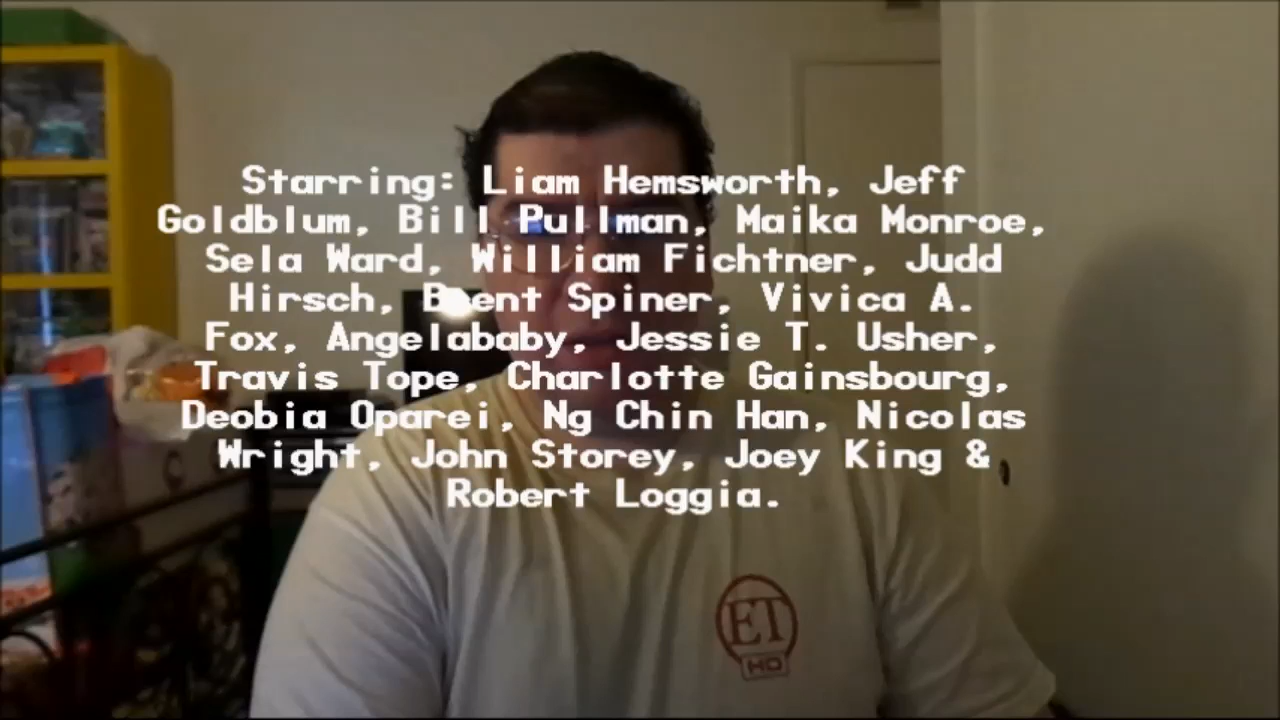 Starring: Liam Hemsworth, Jeff
Goldblum, Bill Pullman, Maika Monroe,
Sela Ward, William Fichtner, Judd
Hirsch, Brent Spiner, Vivica A.
Fox, Angelababy, Jessie T. Usher,
Travis Tope, Charlotte Gainsbourg,
Deobia Oparei, Ng Chin Han, Nicolas
Wright, John Storey, Joey King &
Robert Loggia.
ET
HD